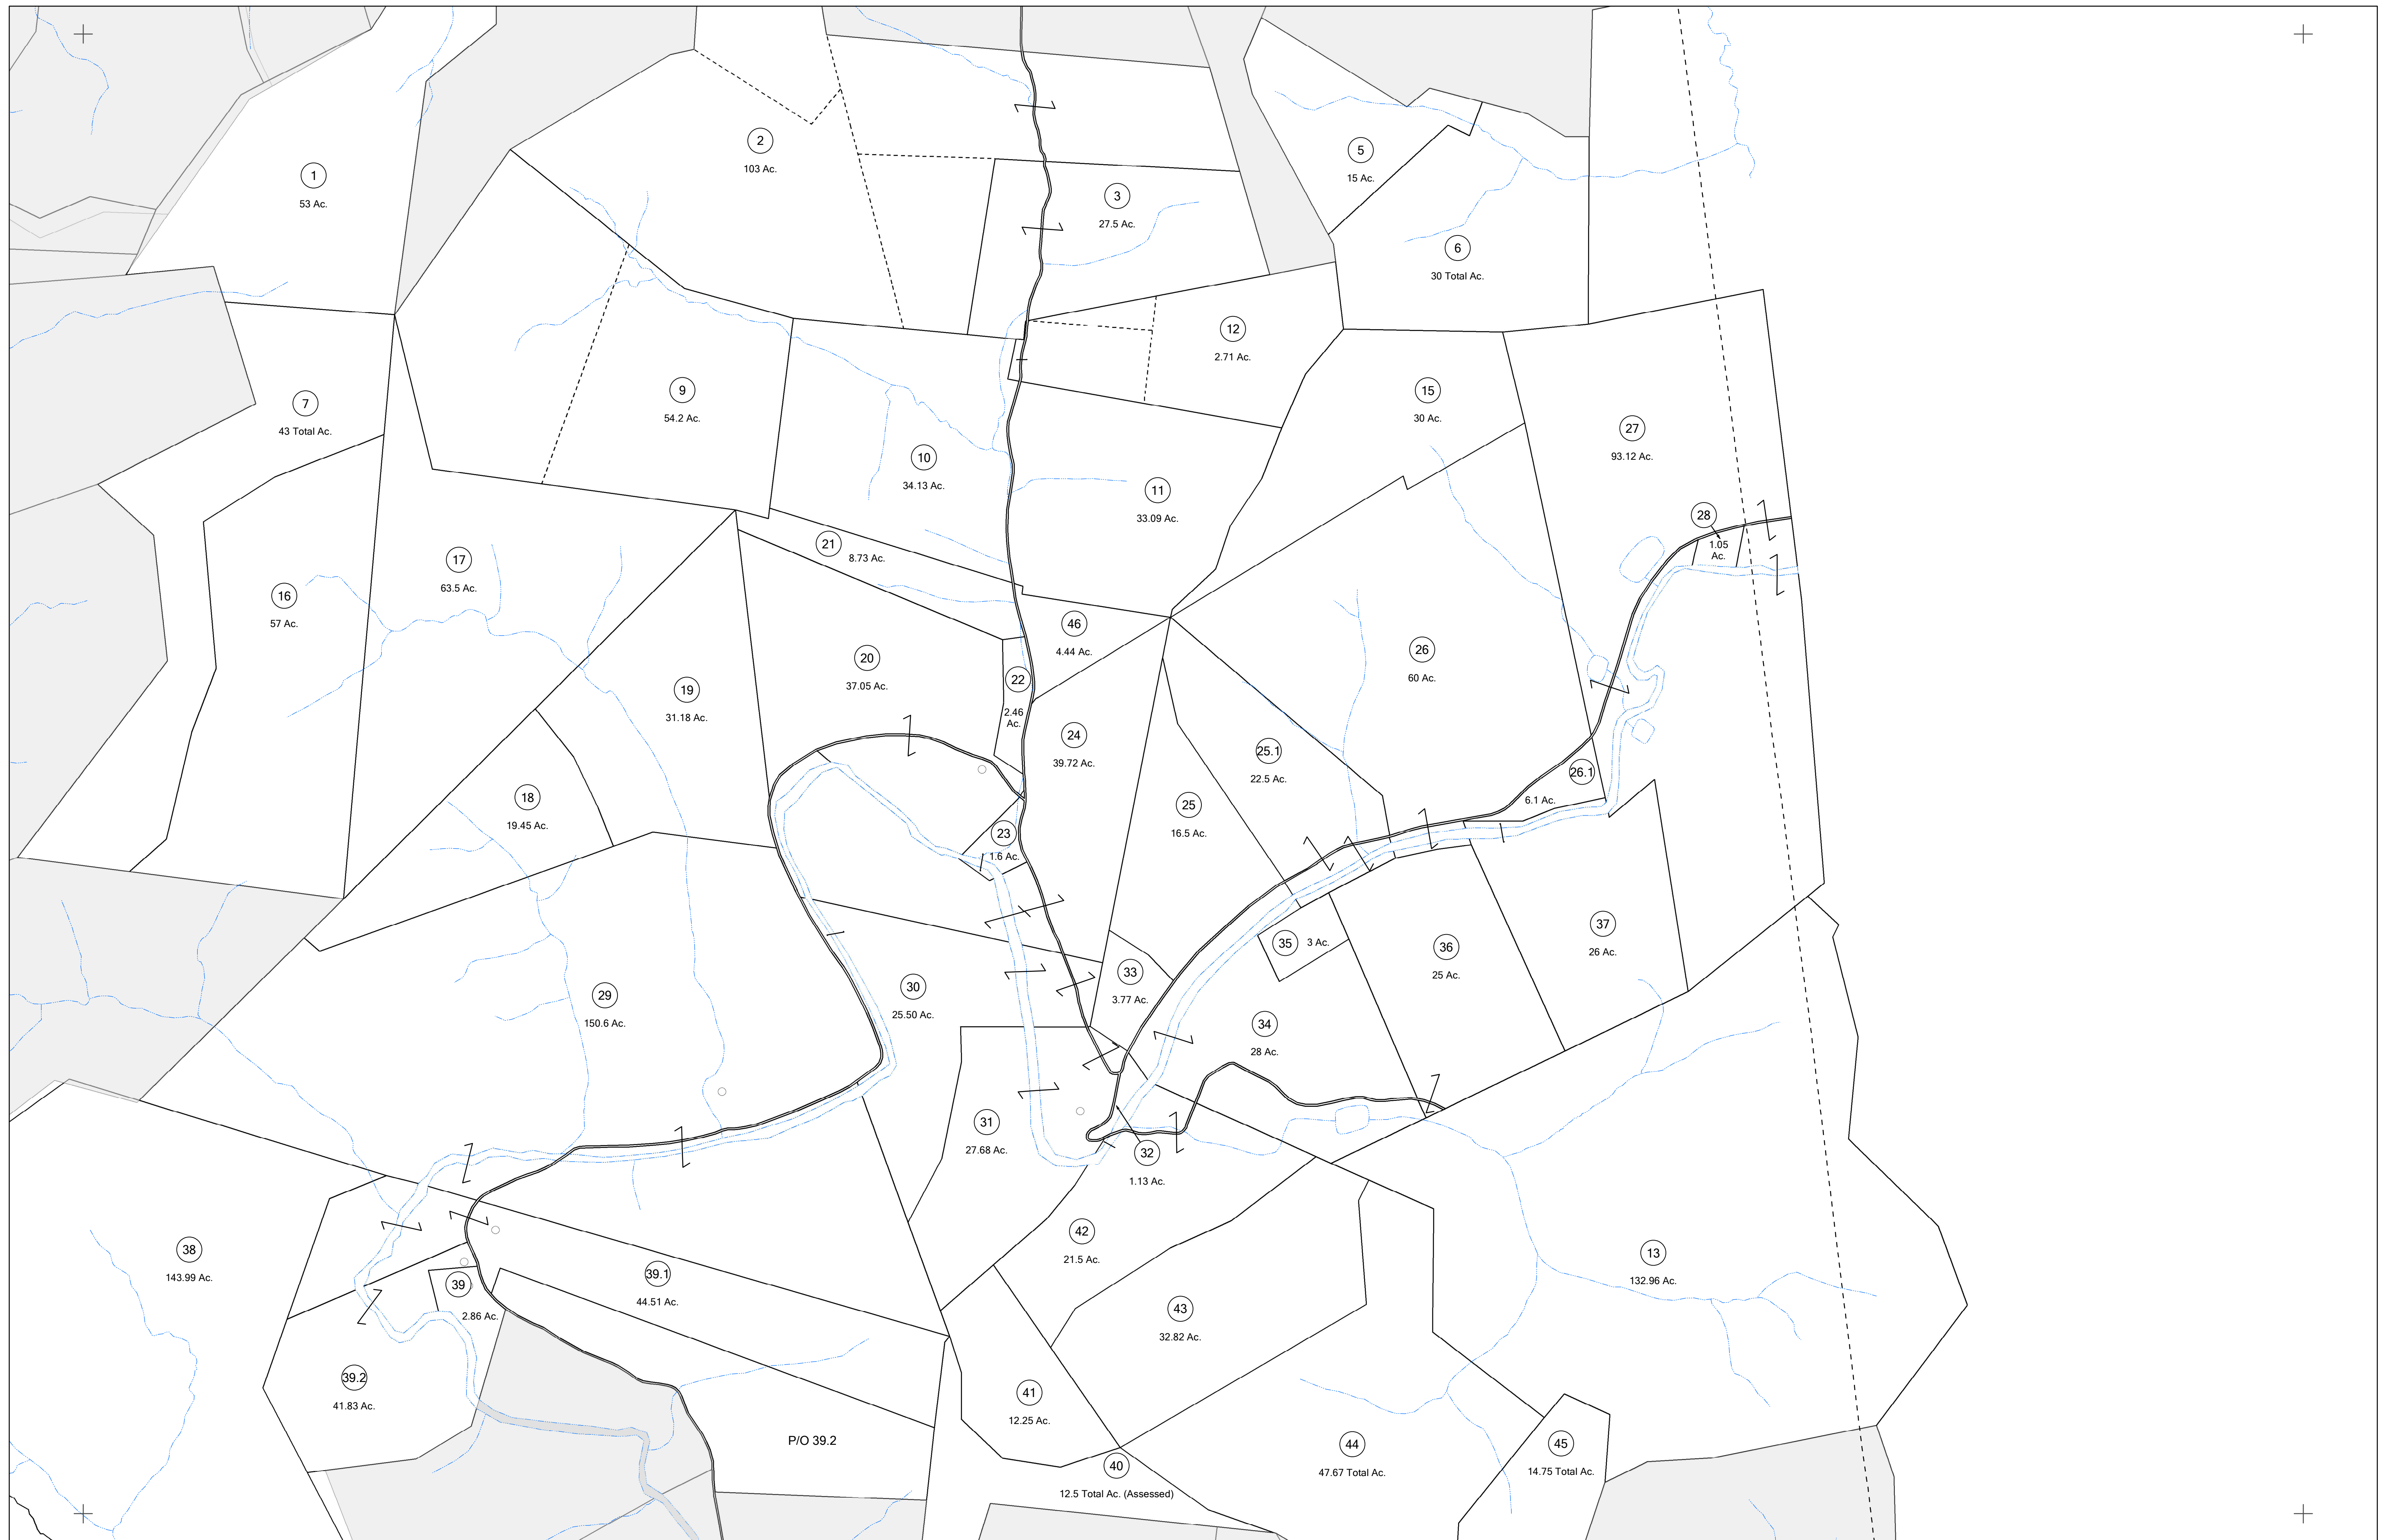 2
103 Ac.
5
15 Ac.
1
53 Ac.
3
27.5 Ac.
6
30 Total Ac.
12
2.71 Ac.
9
54.2 Ac.
15
30 Ac.
7
43 Total Ac.
27
93.12 Ac.
10
34.13 Ac.
11
33.09 Ac.
28
1.05
Ac.
21
8.73 Ac.
17
63.5 Ac.
16
57 Ac.
46
4.44 Ac.
26
60 Ac.
20
37.05 Ac.
22
2.46
Ac.
19
31.18 Ac.
24
39.72 Ac.
25.1
22.5 Ac.
26.1
6.1 Ac.
18
19.45 Ac.
25
16.5 Ac.
23
1.6 Ac.
37
26 Ac.
35
3 Ac.
36
25 Ac.
33
3.77 Ac.
30
25.50 Ac.
29
150.6 Ac.
34
28 Ac.
31
27.68 Ac.
32
1.13 Ac.
42
21.5 Ac.
38
143.99 Ac.
13
132.96 Ac.
39.1
44.51 Ac.
39
2.86 Ac.
43
32.82 Ac.
39.2
41.83 Ac.
41
12.25 Ac.
P/O 39.2
44
47.67 Total Ac.
45
14.75 Total Ac.
40
12.5 Total Ac. (Assessed)